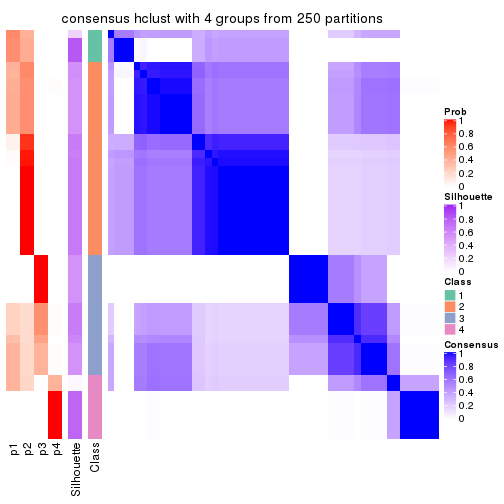 consensus hclust with 4 groups from 250 partitions
Prob
1
0.8
0.6
0.4
0.2
0
Silhouette
1
0.8
0.6
0.4
0.2
0
Class
1
2
3
4
Consensus
1
0.8
0.6
0.4
0.2
0
p1
p2
p3
p4
Silhouette
Class